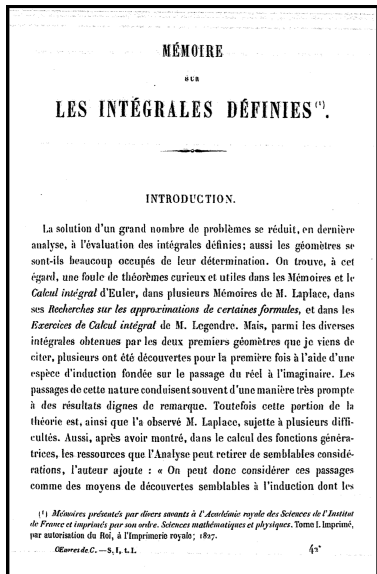 MÉMOIRE
SUR
LES INTÉGRALES DÉFINIES (¹).
INTRODUCTION.
La solution d'un grand nombre de problèmes se réduit, en dernière
analyse, à l'évaluation des intégrales définies; aussi les géomètres se
sont-ils beaucoup occupés de leur détermination. On trouve, à cet
égard, une foule de théorèmes curieux et utiles dans les Mémoires et le
Calcul intégral d'Euler, dans plusieurs Mémoires de M. Laplace, dans
ses Recherches sur les approximations de certaines formules, et dans les
Exercices de Calcul intégral de M. Legendre. Mais, parmi les diverses
intégrales obtenues par les deux premiers géomètres que je viens de
citer, plusieurs ont été découvertes pour la première fois à l'aide d'une
espèce d'induction fondée sur le passage du réel à l'imaginaire. Les
passages de cette nature conduisent souvent d'une manière très prompte
à des résultats dignes de remarque. Toutefois cette portion de la
théorie est, ainsi que l'a observé M. Laplace, sujette à plusieurs diffi-
cultés. Aussi, après avoir montré, dans le calcul des fonctions généra-
trices, les ressources que l'Analyse peut retirer de semblables considé-
rations, l'auteur ajoute : « On peut donc considérer ces passages
comme des moyens de découvertes semblables à l'induction dont les
(¹) Mémoires présentés par divers savants à l'Académie royale des Sciences de l'Institut
de France et imprimés par son ordre. Sciences mathématiques et physiques. Tome I. Imprimé,
par autorisation du Roi, à l'Imprimerie royale; 1827.
Œuvres de C. — S. I, t. I. 42